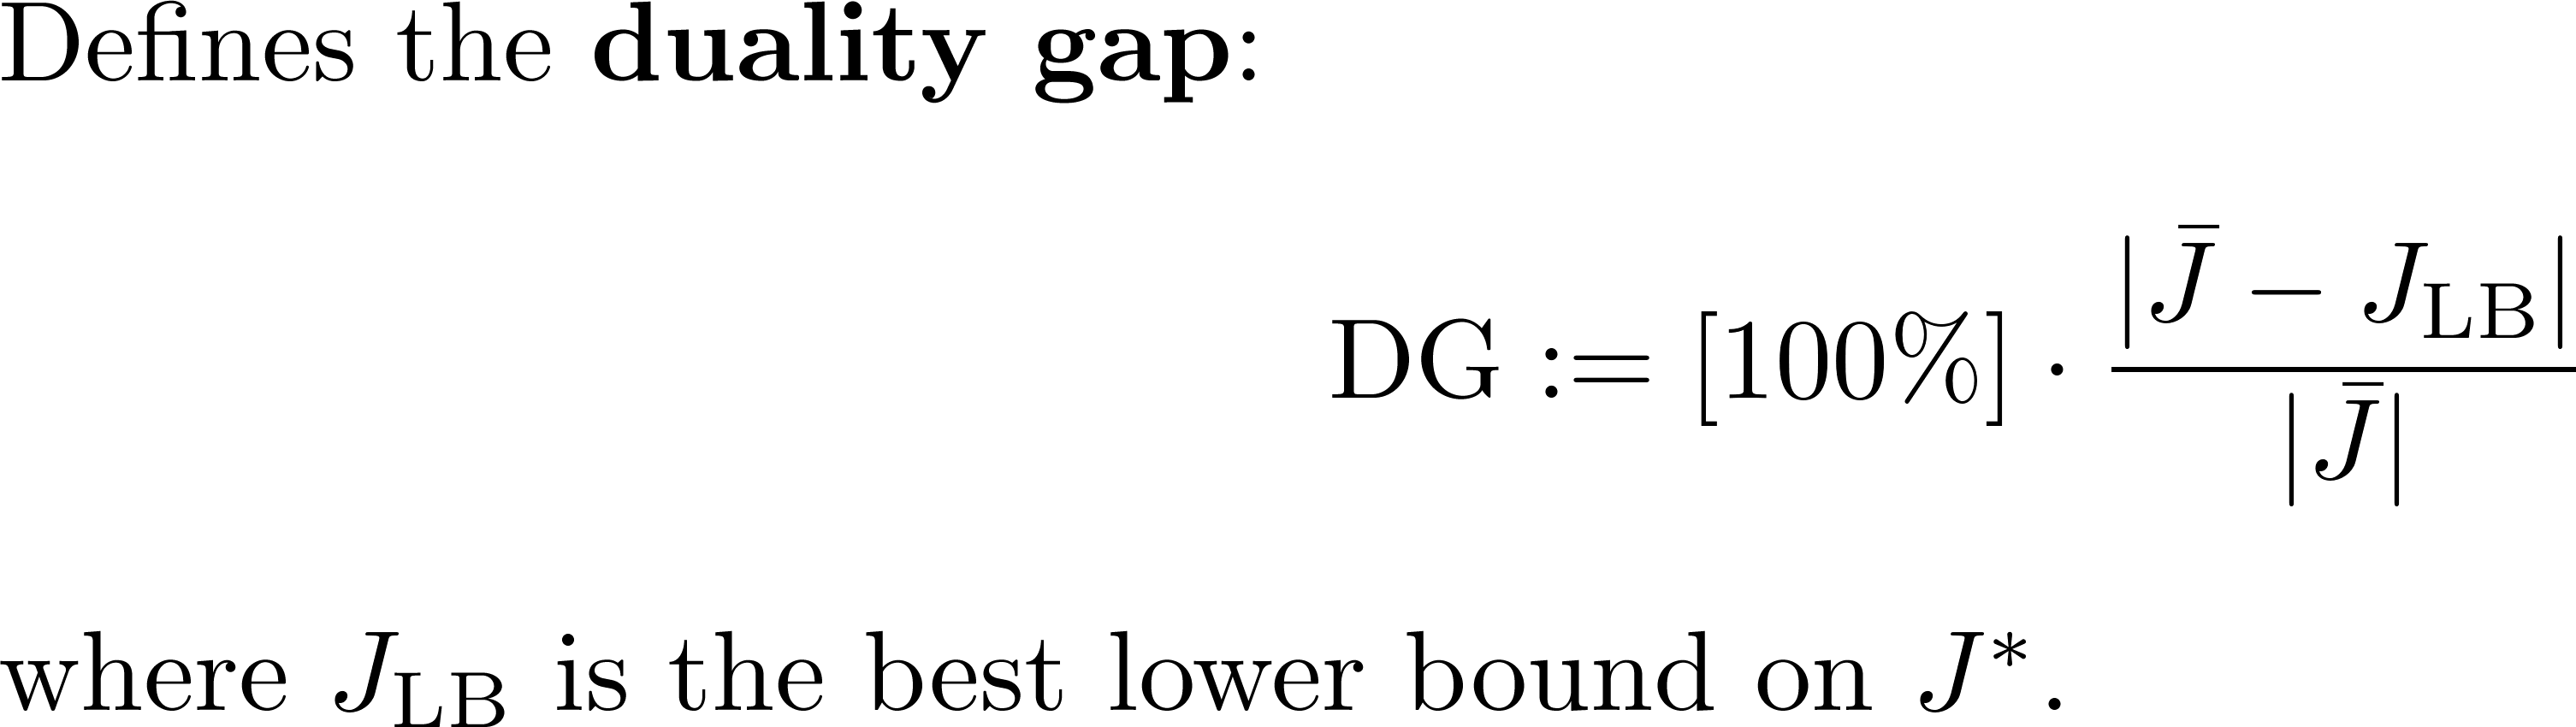 Defines the duality gap:
DG := [100%] · |J̄ − J_LB| / |J̄|
where J_LB is the best lower bound on J*.